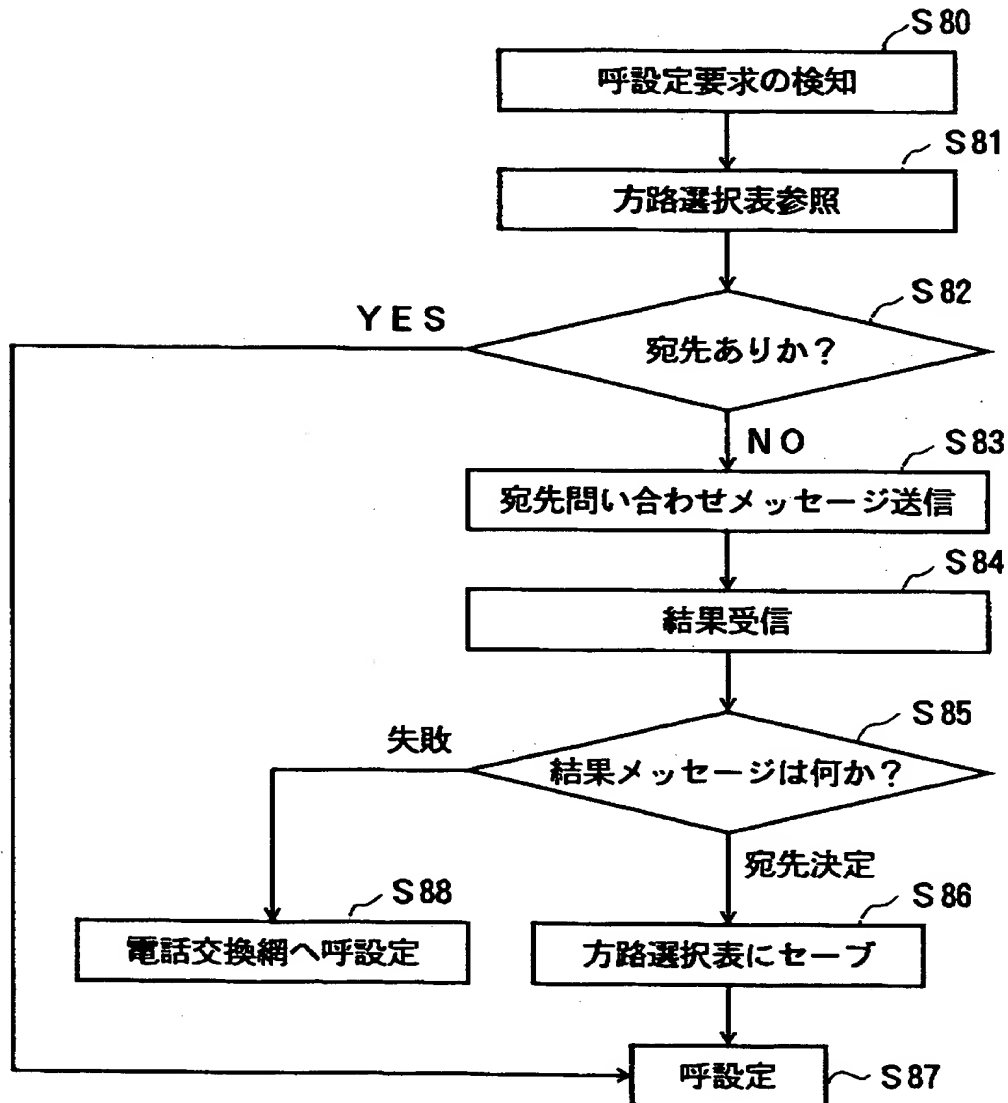 S80
呼設定要求の検知
S81
方路選択表参照
S82
YES
宛先ありか？
NO
S83
宛先問い合わせメッセージ送信
S84
結果受信
S85
失敗
結果メッセージは何か？
宛先決定
S88
S86
電話交換網へ呼設定
方路選択表にセーブ
呼設定
S87